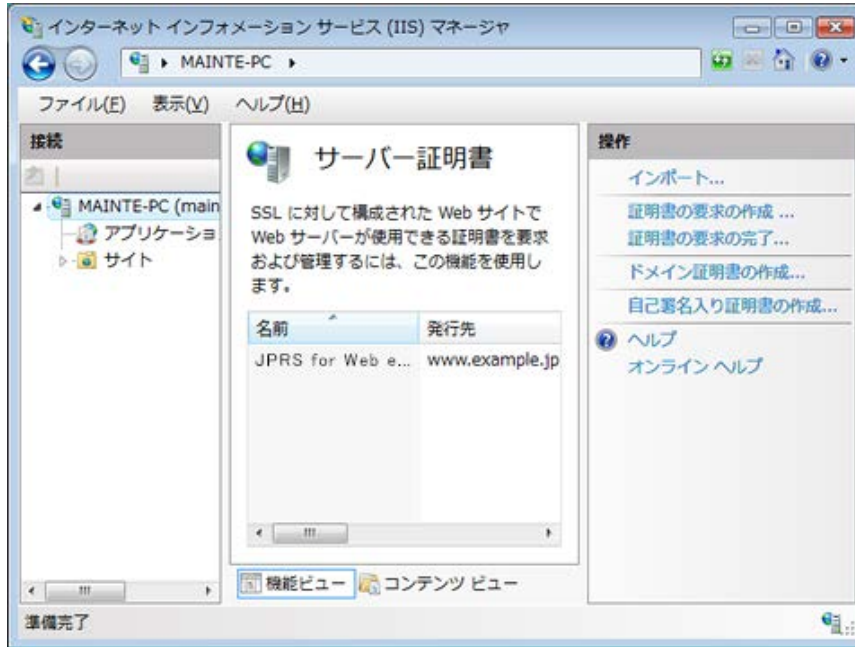 インターネット インフォメーション サービス (IIS) マネージャ
MAINTE-PC
ファイル(F) 表示(V) ヘルプ(H)
接続
MAINTE-PC (main
アプリケーショ
サイト
サーバー証明書
SSL に対して構成された Web サイトで
Web サーバーが使用できる証明書を要求
および管理するには、この機能を使用し
ます。
名前 発行先
JPRS for Web e... www.example.jp
機能ビュー コンテンツ ビュー
操作
インポート...
証明書の要求の作成 ...
証明書の要求の完了...
ドメイン証明書の作成...
自己署名入り証明書の作成...
ヘルプ
オンライン ヘルプ
準備完了